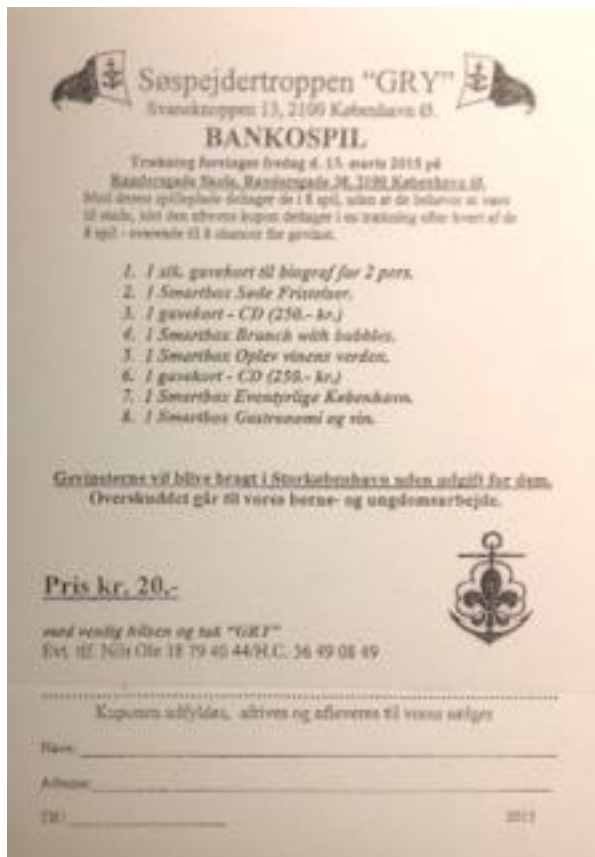 Søspejdertroppen "GRY"
Svaneknoppen 13, 2100 København Ø.
BANKOSPIL
Trækning foretages fredag d. 13. marts 2015 på
Randersgade Skole, Randersgade 38, 2100 København Ø.
Med denne spilleplade deltager de i 8 spil, uden at de behøver at være
til stede, idet den afrevne kupon deltager i en trækning efter hvert af de
8 spil - svarende til 8 chancer for gevinst.
1. 1 stk. gavekort til biograf for 2 pers.
2. 1 Smartbox Søde Fristelser.
3. 1 gavekort - CD (250.- kr.)
4. 1 Smartbox Brunch with bubbles.
5. 1 Smartbox Oplev vinens verden.
6. 1 gavekort - CD (250.- kr.)
7. 1 Smartbox Eventyrlige København.
8. 1 Smartbox Gastronomi og vin.
Gevinsterne vil blive bragt i Storkøbenhavn uden udgift for dem.
Overskuddet går til vores børne- og ungdomsarbejde.
Pris kr. 20,-
med venlig hilsen og tak "GRY"
Evt. tlf. Nils Ole 38 79 40 44/H.C. 36 49 08 49
Kuponen udfyldes, afrives og afleveres til vores sælger
Navn:
Adresse:
Tlf.:
2015